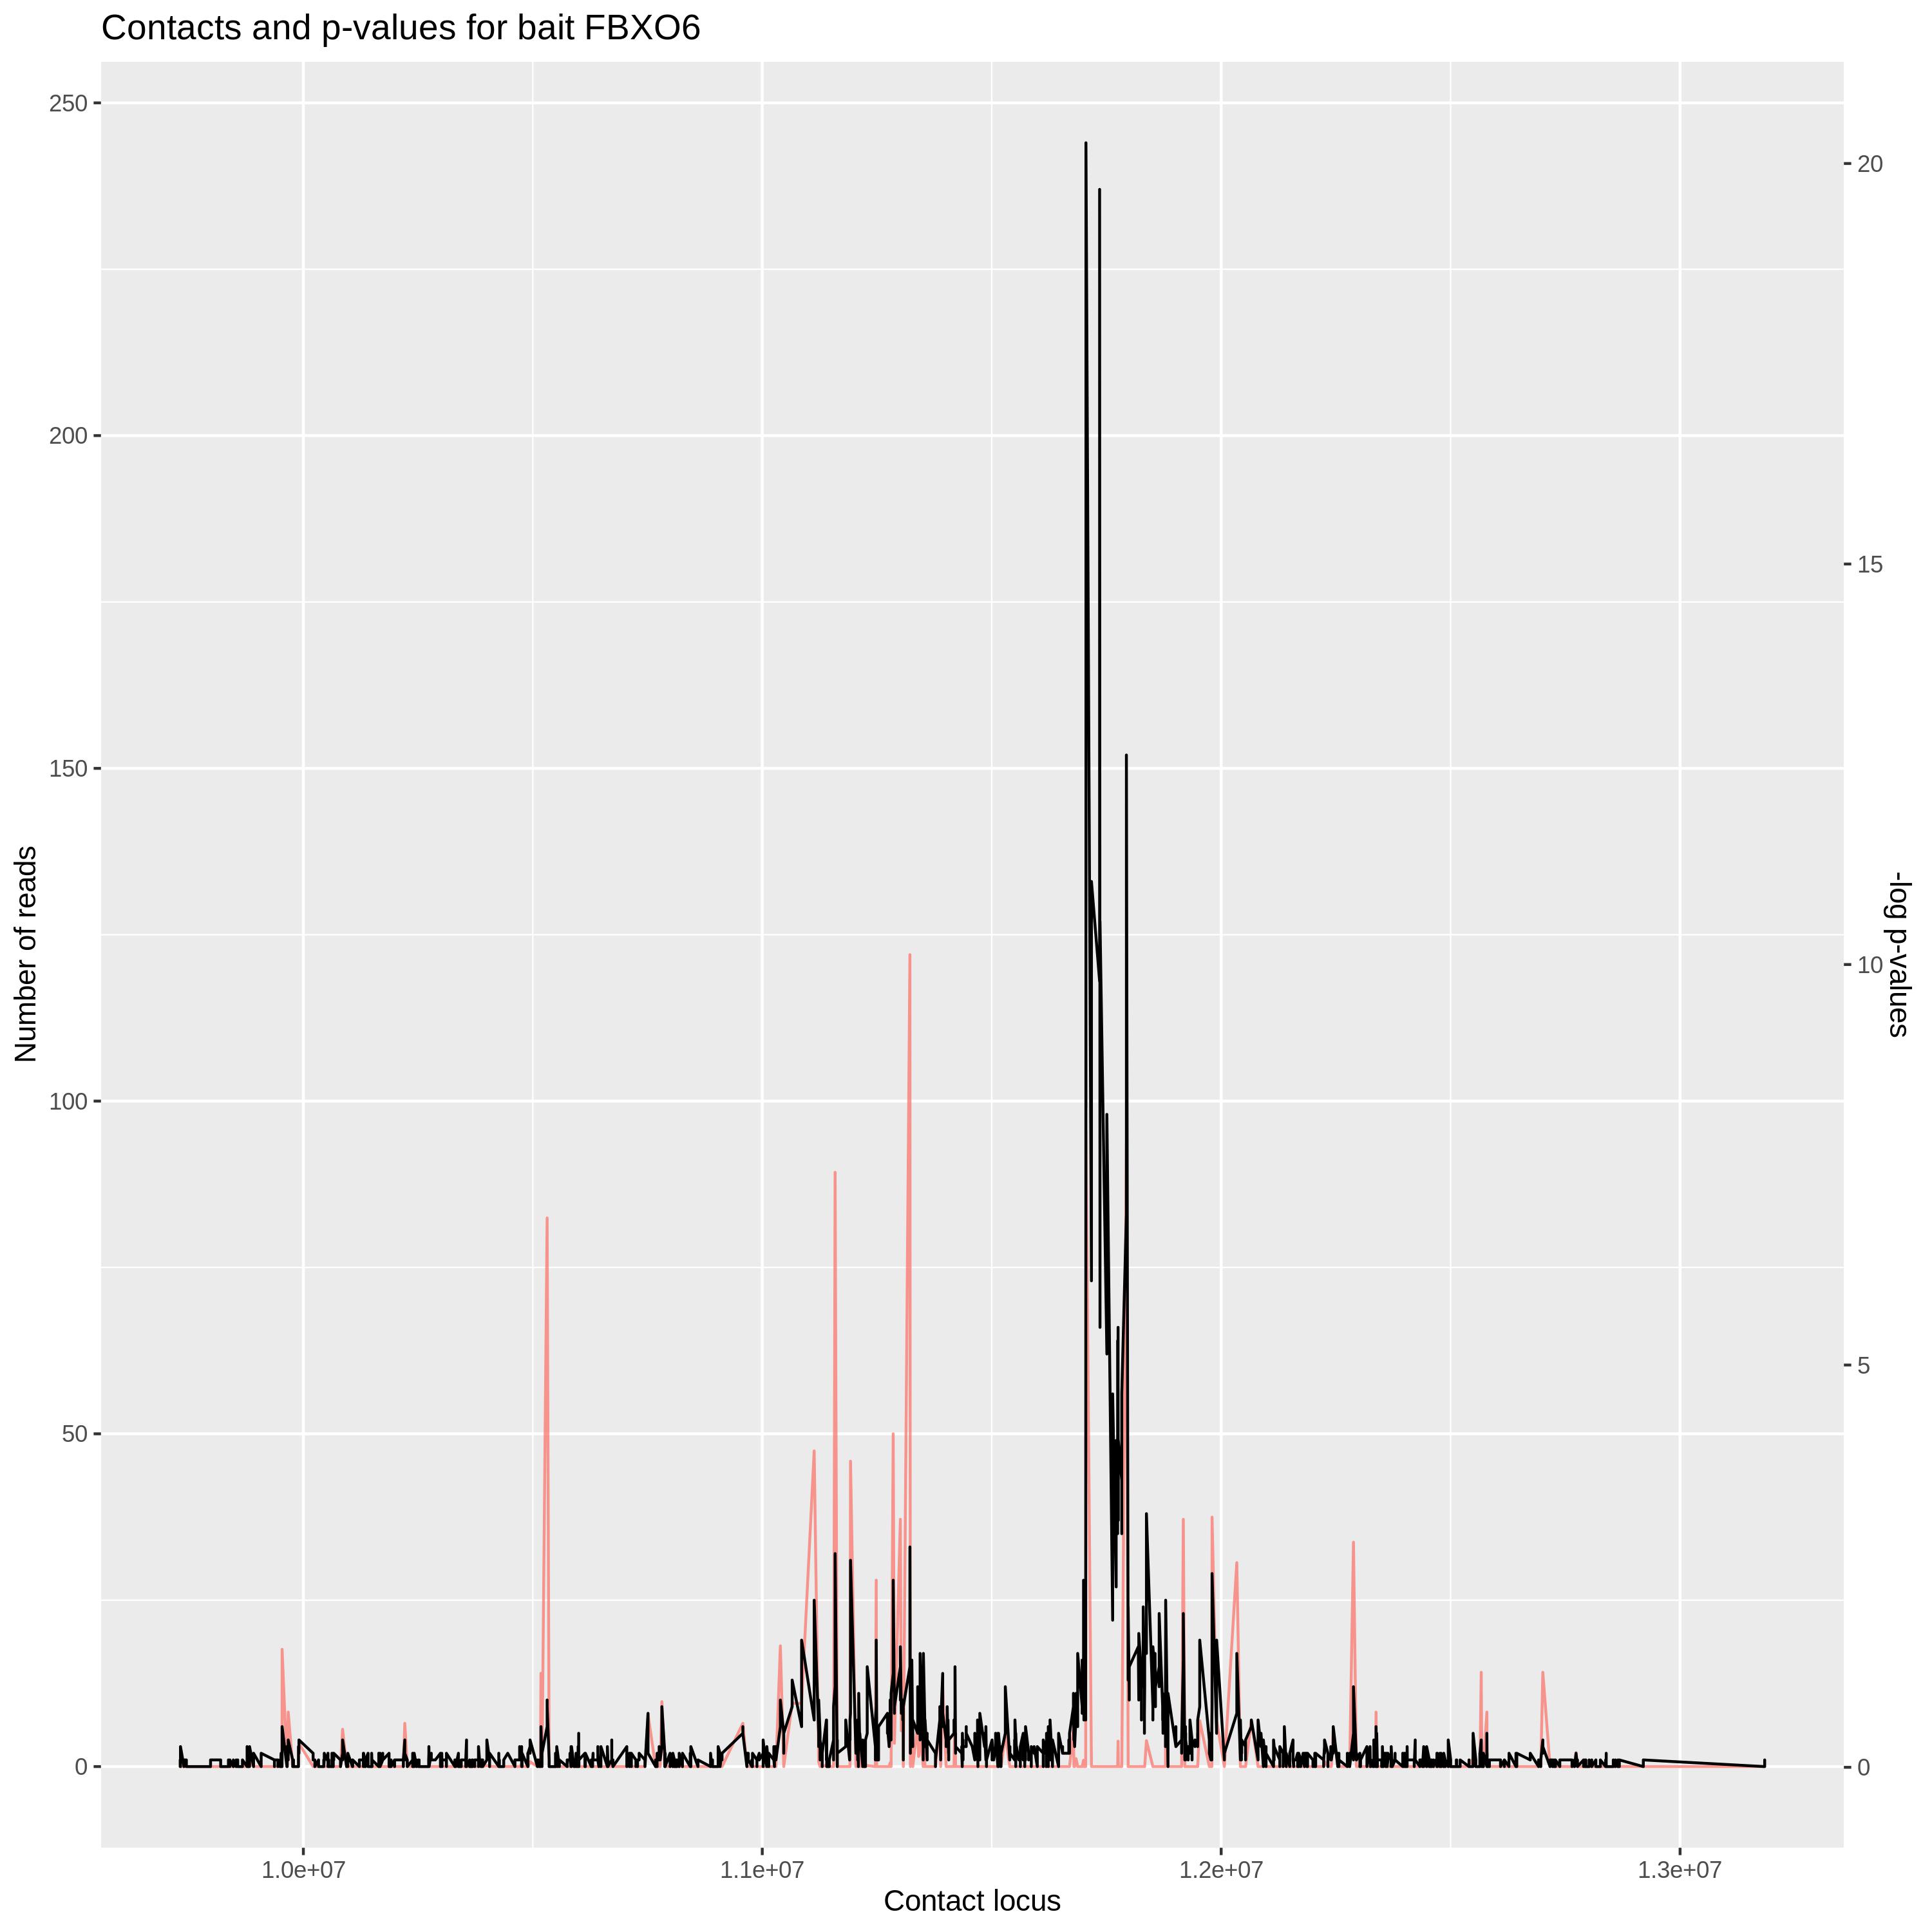 Contacts and p-values for bait FBXO6
250
200
150
100
50
0
Number of reads
20
15
10
5
0
-log p-values
1.0e+07
1.1e+07
1.2e+07
1.3e+07
Contact locus